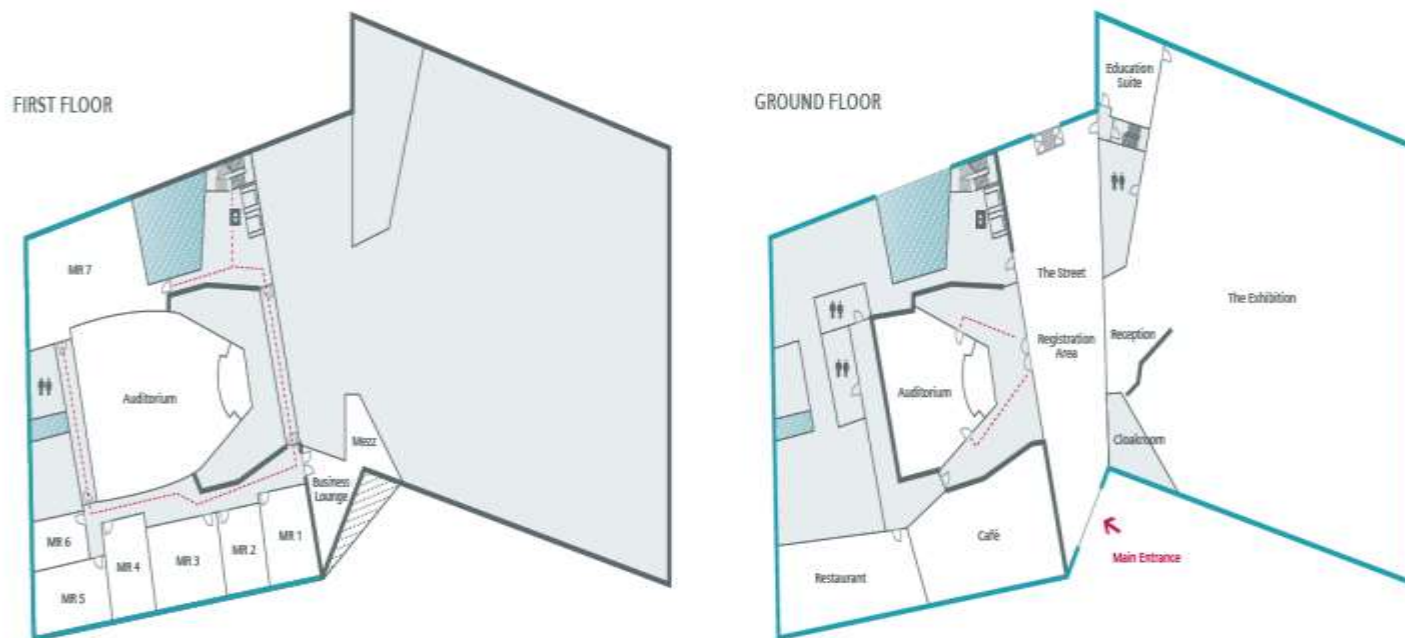 FIRST FLOOR
MR 7
Auditorium
Mezz
Business
Lounge
MR 1
MR 2
MR 3
MR 4
MR 6
MR 5
GROUND FLOOR
Education
Suite
The Street
The Exhibition
Registration
Area
Reception
Auditorium
Cloakroom
Café
Main Entrance
Restaurant